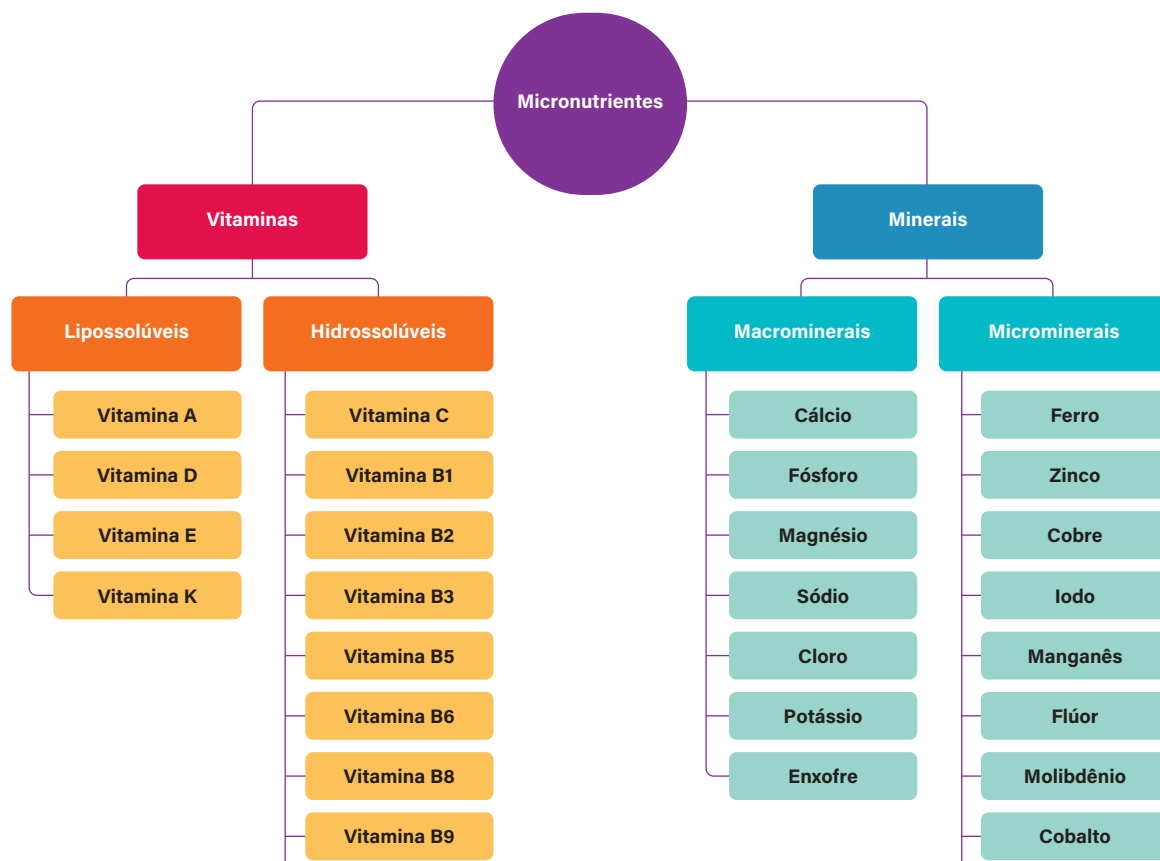 Micronutrientes
Vitaminas
Minerais
Lipossolúveis
Hidrossolúveis
Macrominerais
Microminerais
Vitamina A
Vitamina C
Cálcio
Ferro
Vitamina D
Vitamina B1
Fósforo
Zinco
Vitamina E
Vitamina B2
Magnésio
Cobre
Vitamina K
Vitamina B3
Sódio
Iodo
Vitamina B5
Cloro
Manganês
Vitamina B6
Potássio
Flúor
Vitamina B8
Enxofre
Molibdênio
Vitamina B9
Cobalto